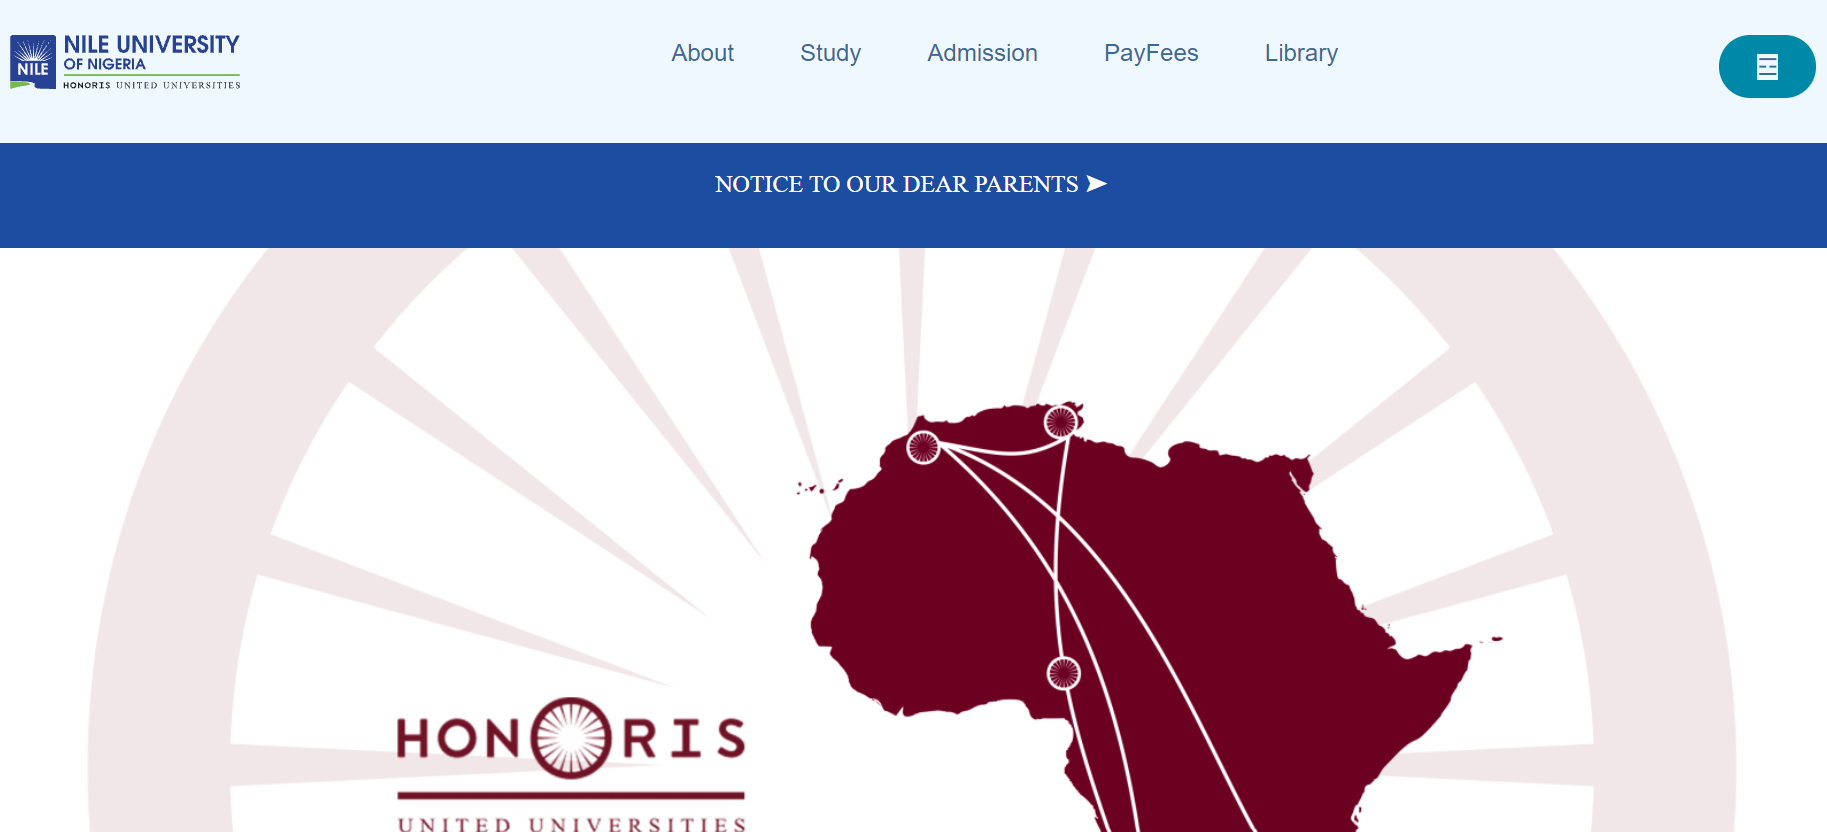 NILE
NILE UNIVERSITY
OF NIGERIA
HONORIS UNITED UNIVERSITIES
About
Study
Admission
PayFees
Library
NOTICE TO OUR DEAR PARENTS ➤
HONORIS
UNITED UNIVERSITIES